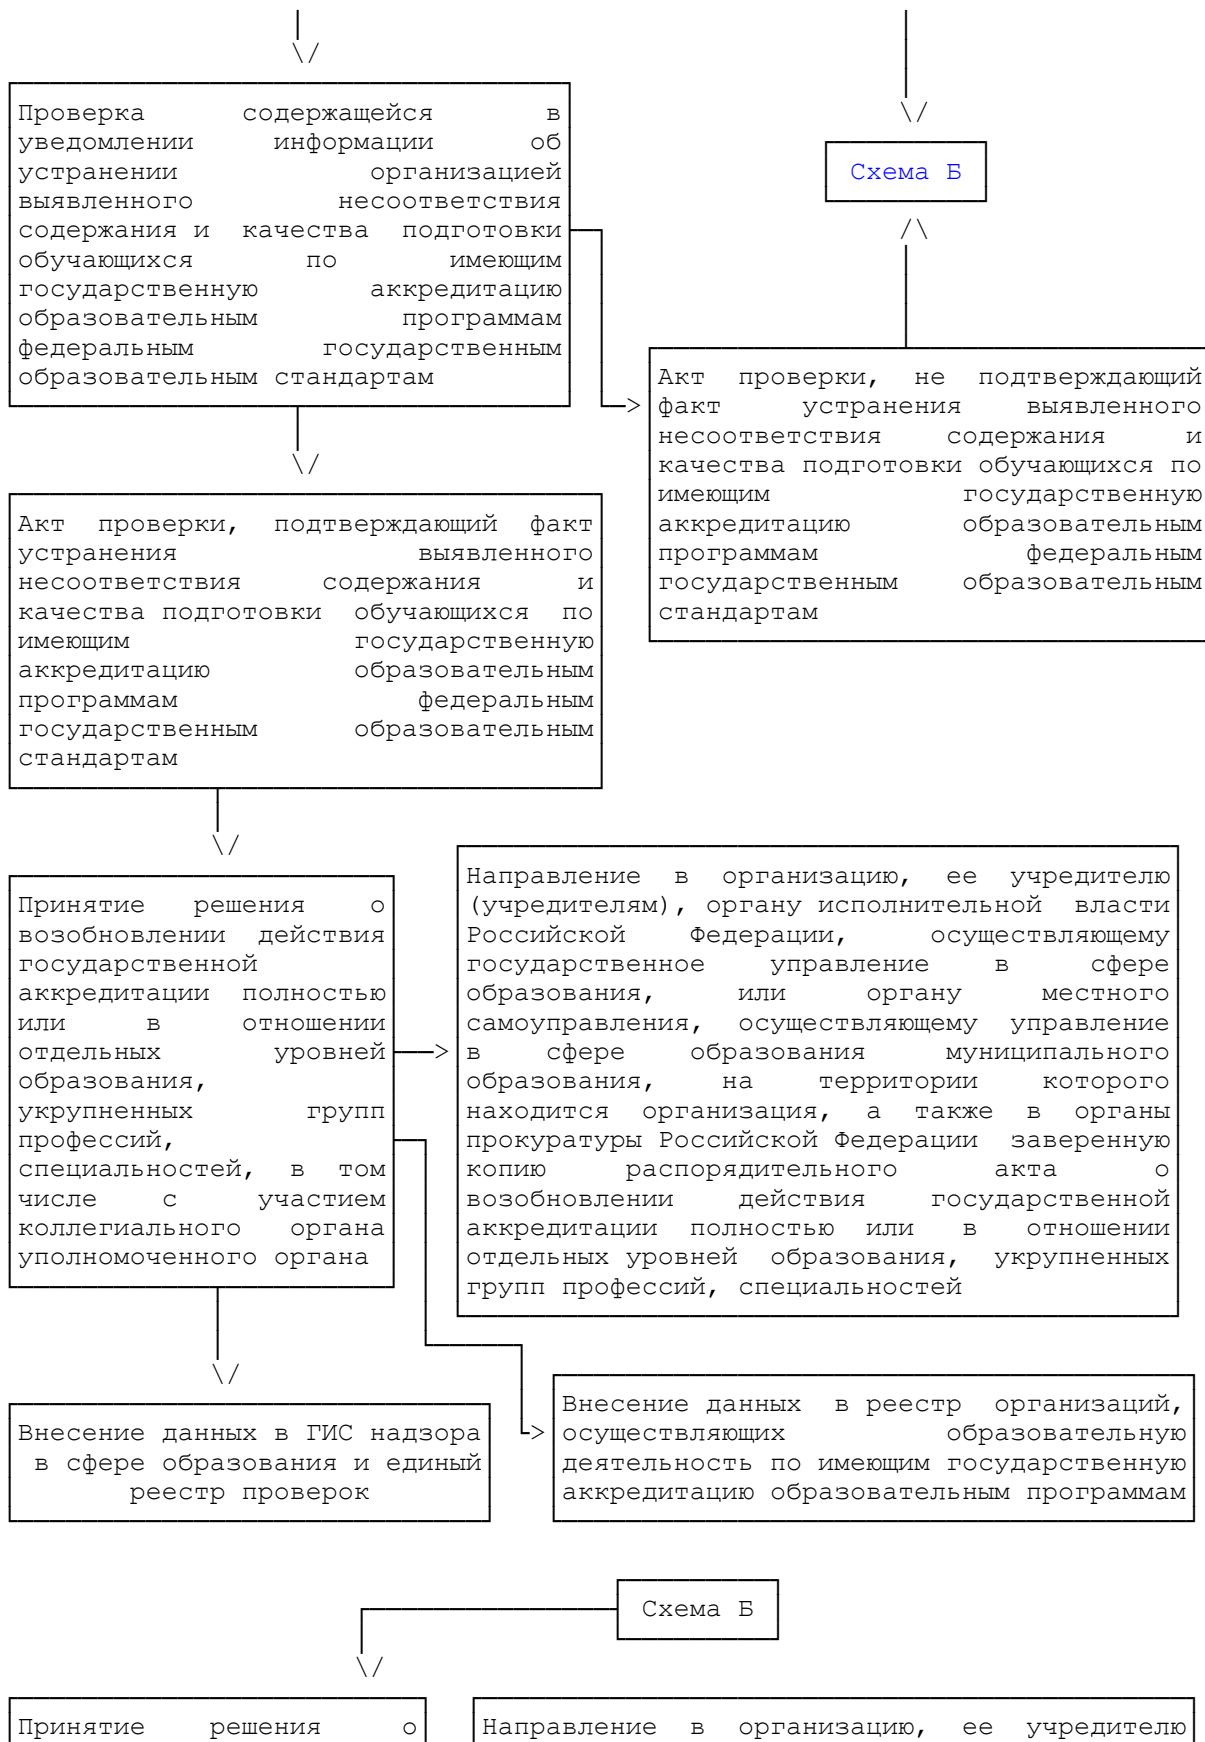 Проверка содержащейся в
уведомлении информации об
устранении организацией
выявленного несоответствия
содержания и качества подготовки
обучающихся по имеющим
государственную аккредитацию
образовательным программам
федеральным государственным
образовательным стандартам
Схема Б
Акт проверки, не подтверждающий
факт устранения выявленного
несоответствия содержания и
качества подготовки обучающихся по
имеющим государственную
аккредитацию образовательным
программам федеральным
государственным образовательным
стандартам
Акт проверки, подтверждающий факт
устранения выявленного
несоответствия содержания и
качества подготовки обучающихся по
имеющим государственную
аккредитацию образовательным
программам федеральным
государственным образовательным
стандартам
Принятие решения о
возобновлении действия
государственной
аккредитации полностью
или в отношении
отдельных уровней
образования,
укрупненных групп
профессий,
специальностей, в том
числе с участием
коллегиального органа
уполномоченного органа
Направление в организацию, ее учредителю
(учредителям), органу исполнительной власти
Российской Федерации, осуществляющему
государственное управление в сфере
образования, или органу местного
самоуправления, осуществляющему управление
в сфере образования муниципального
образования, на территории которого
находится организация, а также в органы
прокуратуры Российской Федерации заверенную
копию распорядительного акта о
возобновлении действия государственной
аккредитации полностью или в отношении
отдельных уровней образования, укрупненных
групп профессий, специальностей
Внесение данных в ГИС надзора
в сфере образования и единый
реестр проверок
Внесение данных в реестр организаций,
осуществляющих образовательную
деятельность по имеющим государственную
аккредитацию образовательным программам
Схема Б
Принятие решения о
Направление в организацию, ее учредителю